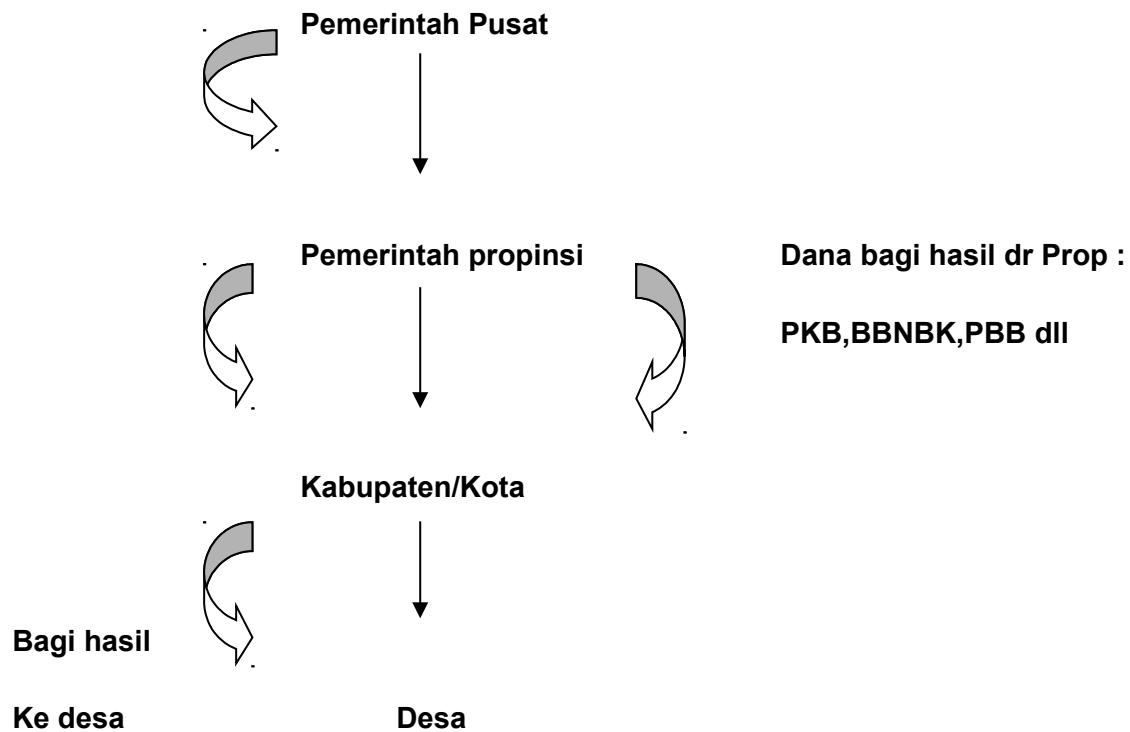 Pemerintah Pusat
Pemerintah propinsi
Dana bagi hasil dr Prop :
PKB,BBNBK,PBB dll
Kabupaten/Kota
Bagi hasil
Ke desa
Desa